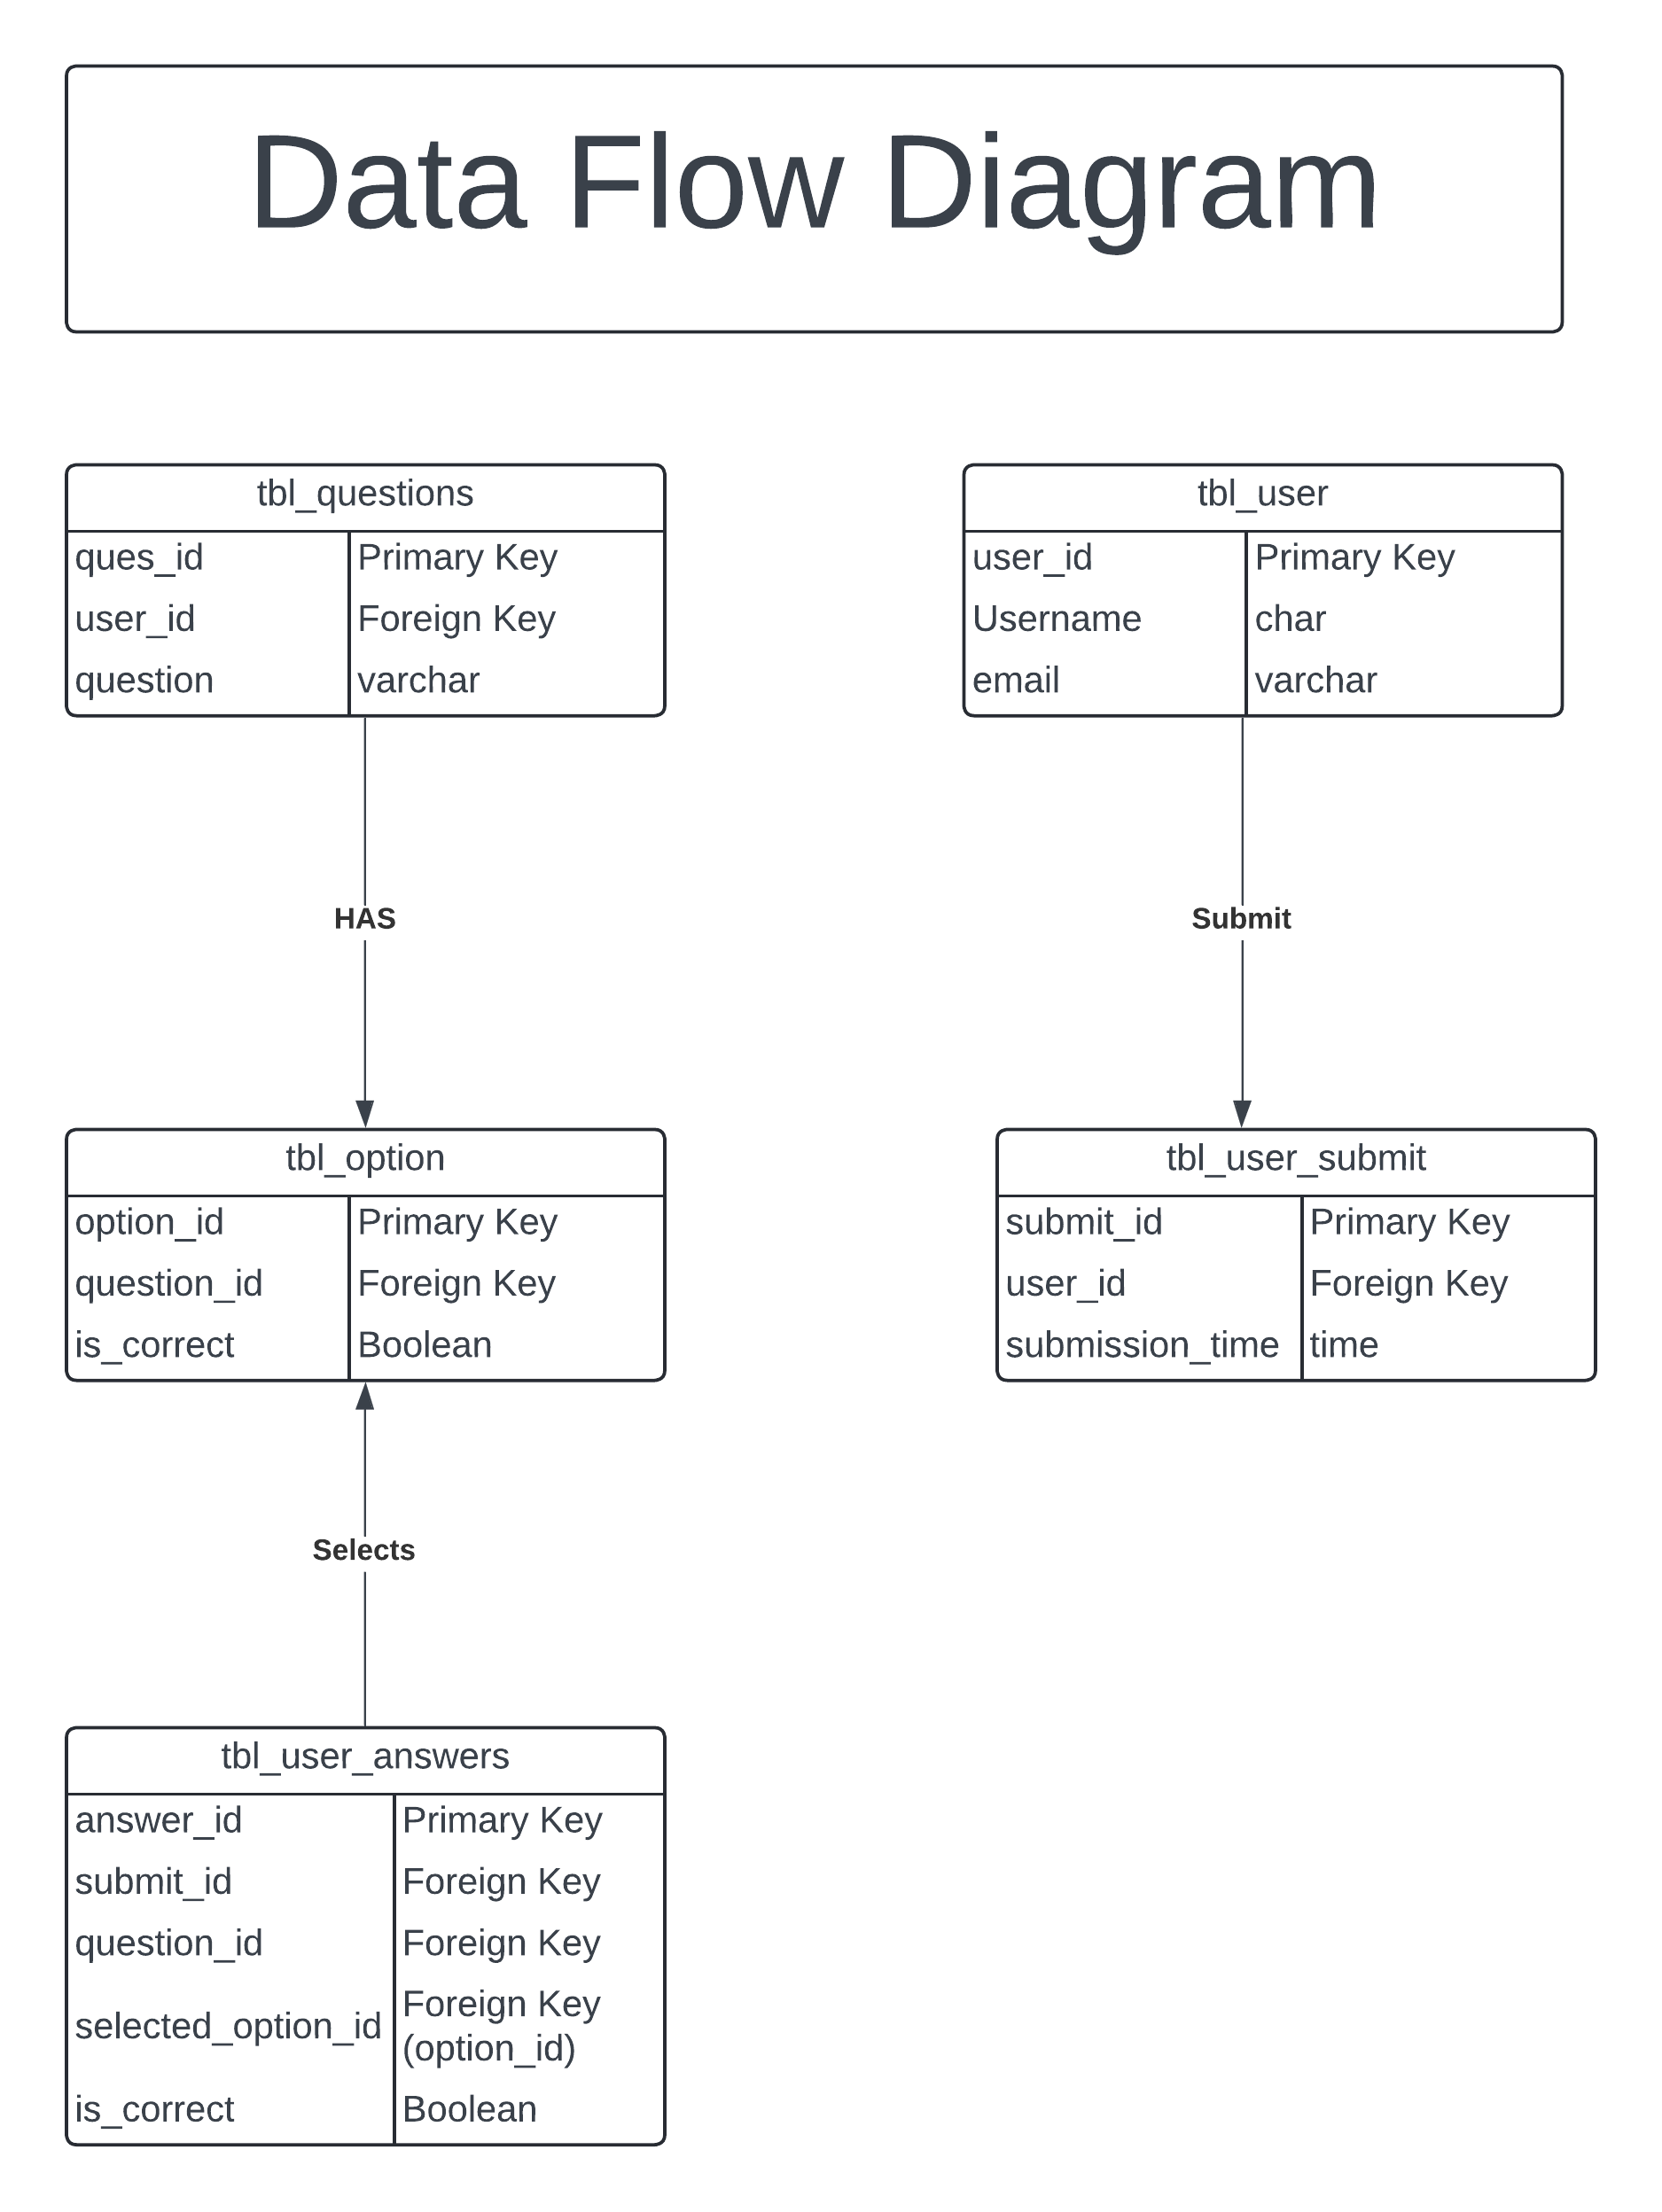 Data Flow Diagram
tbl_questions
ques_id Primary Key
user_id Foreign Key
question varchar
tbl_user
user_id Primary Key
Username char
email varchar
HAS
Submit
tbl_option
option_id Primary Key
question_id Foreign Key
is_correct Boolean
tbl_user_submit
submit_id Primary Key
user_id Foreign Key
submission_time time
Selects
tbl_user_answers
answer_id Primary Key
submit_id Foreign Key
question_id Foreign Key
selected_option_id Foreign Key
(option_id)
is_correct Boolean